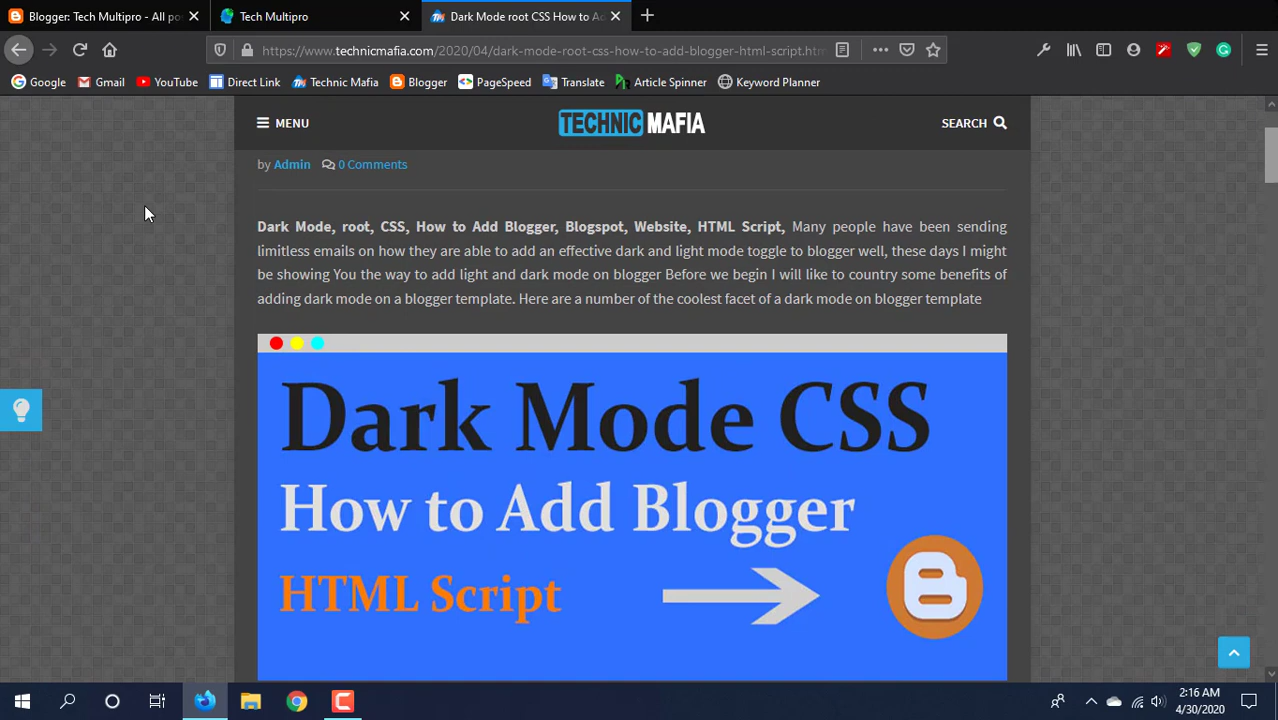 Blogger: Tech Multipro - All po
Tech Multipro
Dark Mode root CSS How to Ad
https://www.technicmafia.com/2020/04/dark-mode-root-css-how-to-add-blogger-html-script.htm
Google
Gmail
YouTube
Direct Link
Technic Mafia
Blogger
PageSpeed
Translate
Article Spinner
Keyword Planner
MENU
TECHNIC MAFIA
SEARCH
by Admin 0 Comments
Dark Mode, root, CSS, How to Add Blogger, Blogspot, Website, HTML Script, Many people have been sending
limitless emails on how they are able to add an effective dark and light mode toggle to blogger well, these days I might
be showing You the way to add light and dark mode on blogger Before we begin I will like to country some benefits of
adding dark mode on a blogger template. Here are a number of the coolest facet of a dark mode on blogger template
Dark Mode CSS
How to Add Blogger
HTML Script
2:16 AM
4/30/2020